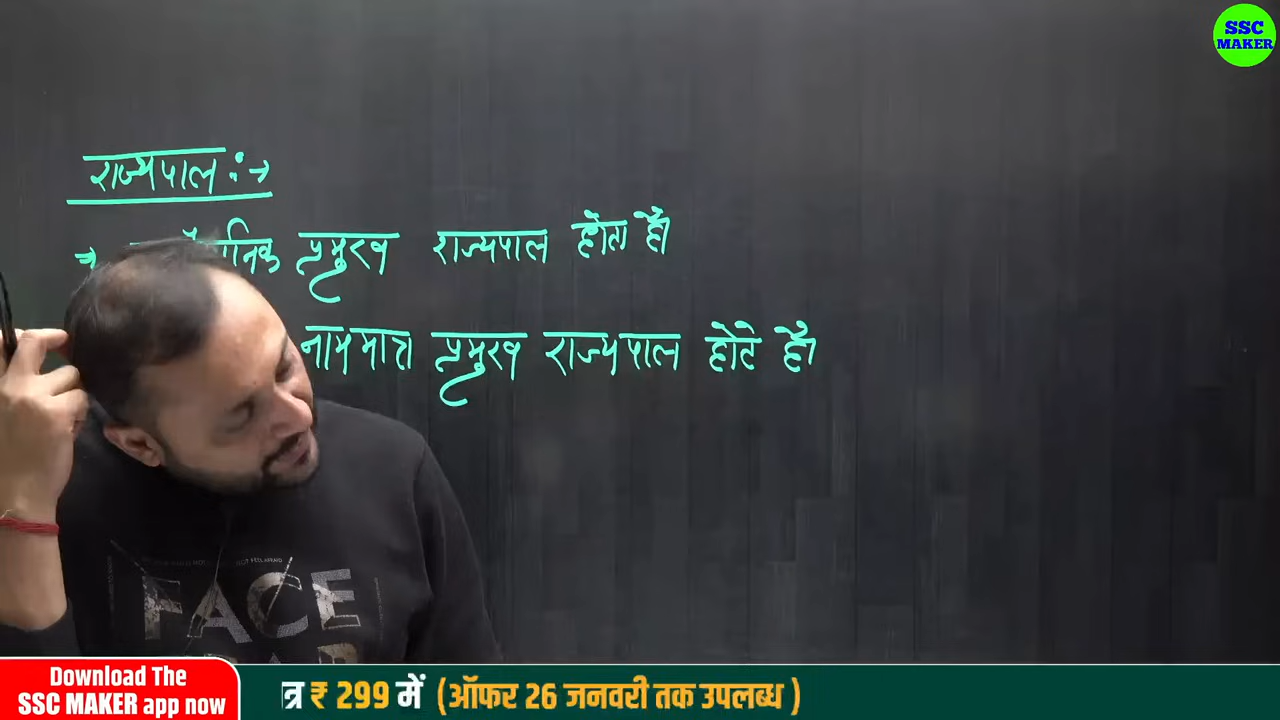 SSC
MAKER
राज्यपाल :→
→ प्रमुख राज्यपाल होता है।
नाममात्र प्रमुख राज्यपाल होते है।
FACE
Download The
SSC MAKER app now
₹ 299 में (ऑफर 26 जनवरी तक उपलब्ध )